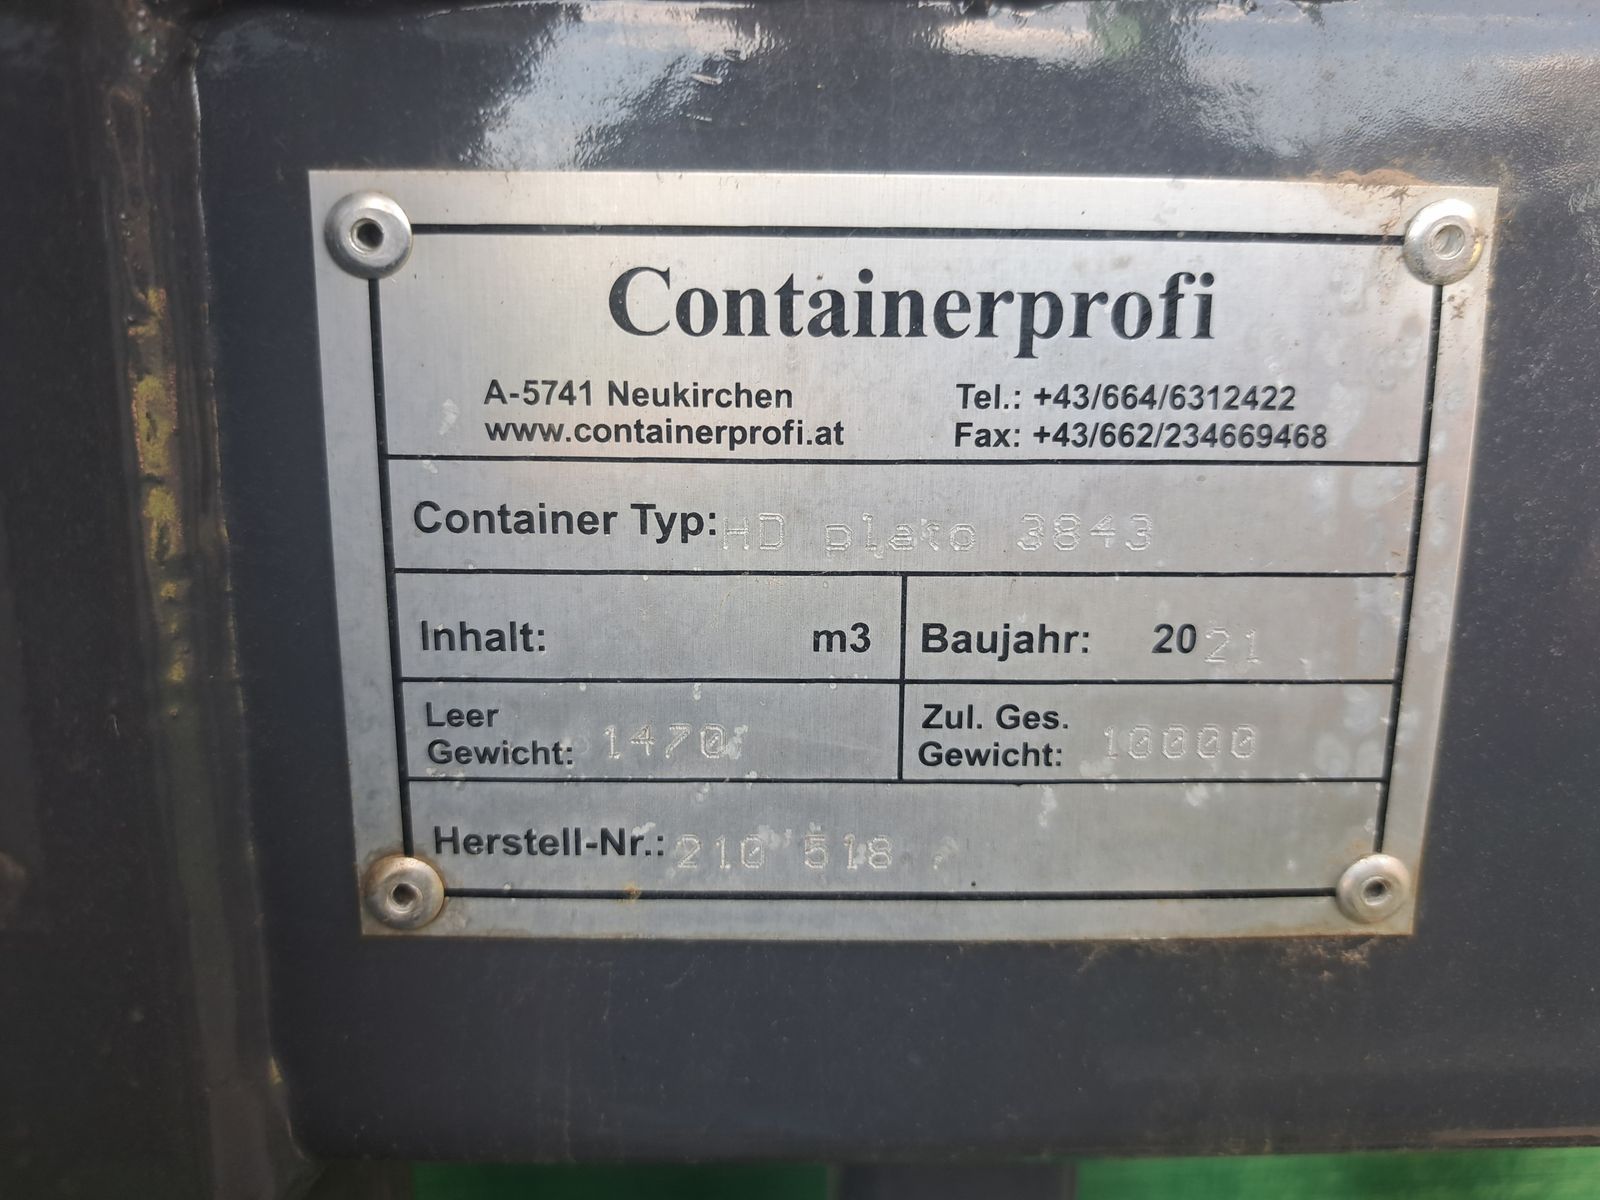 Containerprofi
A-5741 Neukirchen
www.containerprofi.at
Tel.: +43/664/6312422
Fax: +43/662/234669468
Container Typ: HD plato 3843
Inhalt: m3
Baujahr: 2021
Leer
Gewicht: 1470
Zul. Ges.
Gewicht: 10000
Herstell-Nr.: 210 518